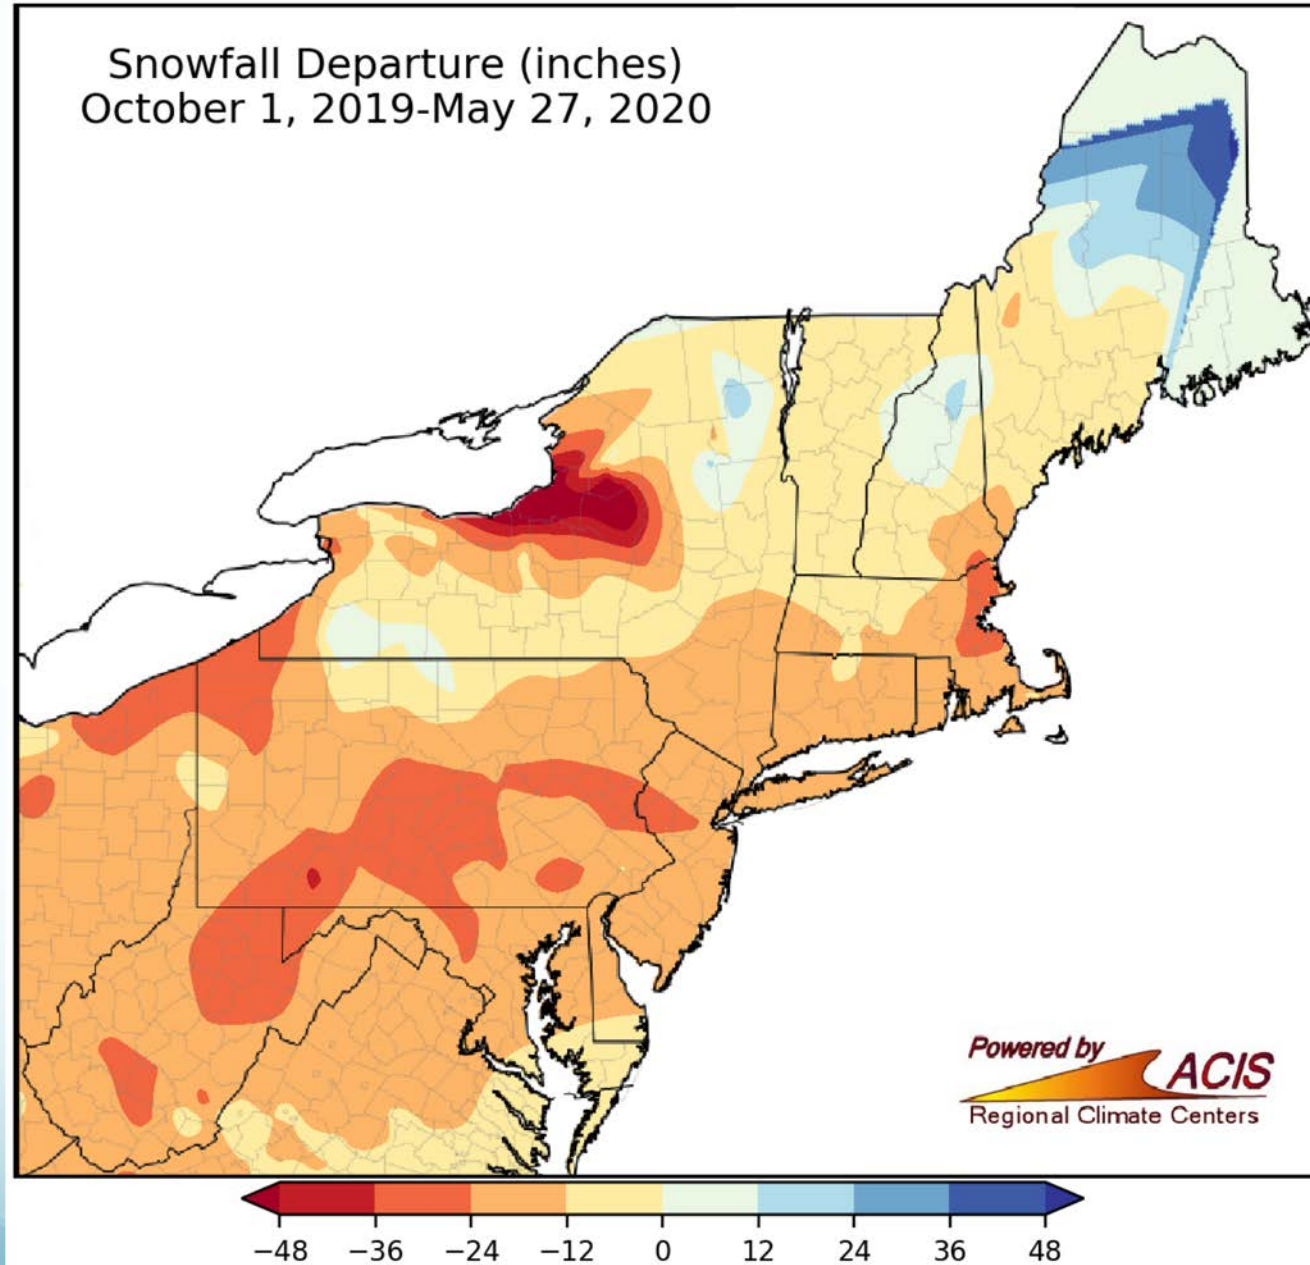 Snowfall Departure (inches)
October 1, 2019-May 27, 2020
Powered by
ACIS
Regional Climate Centers
−48 −36 −24 −12 0 12 24 36 48